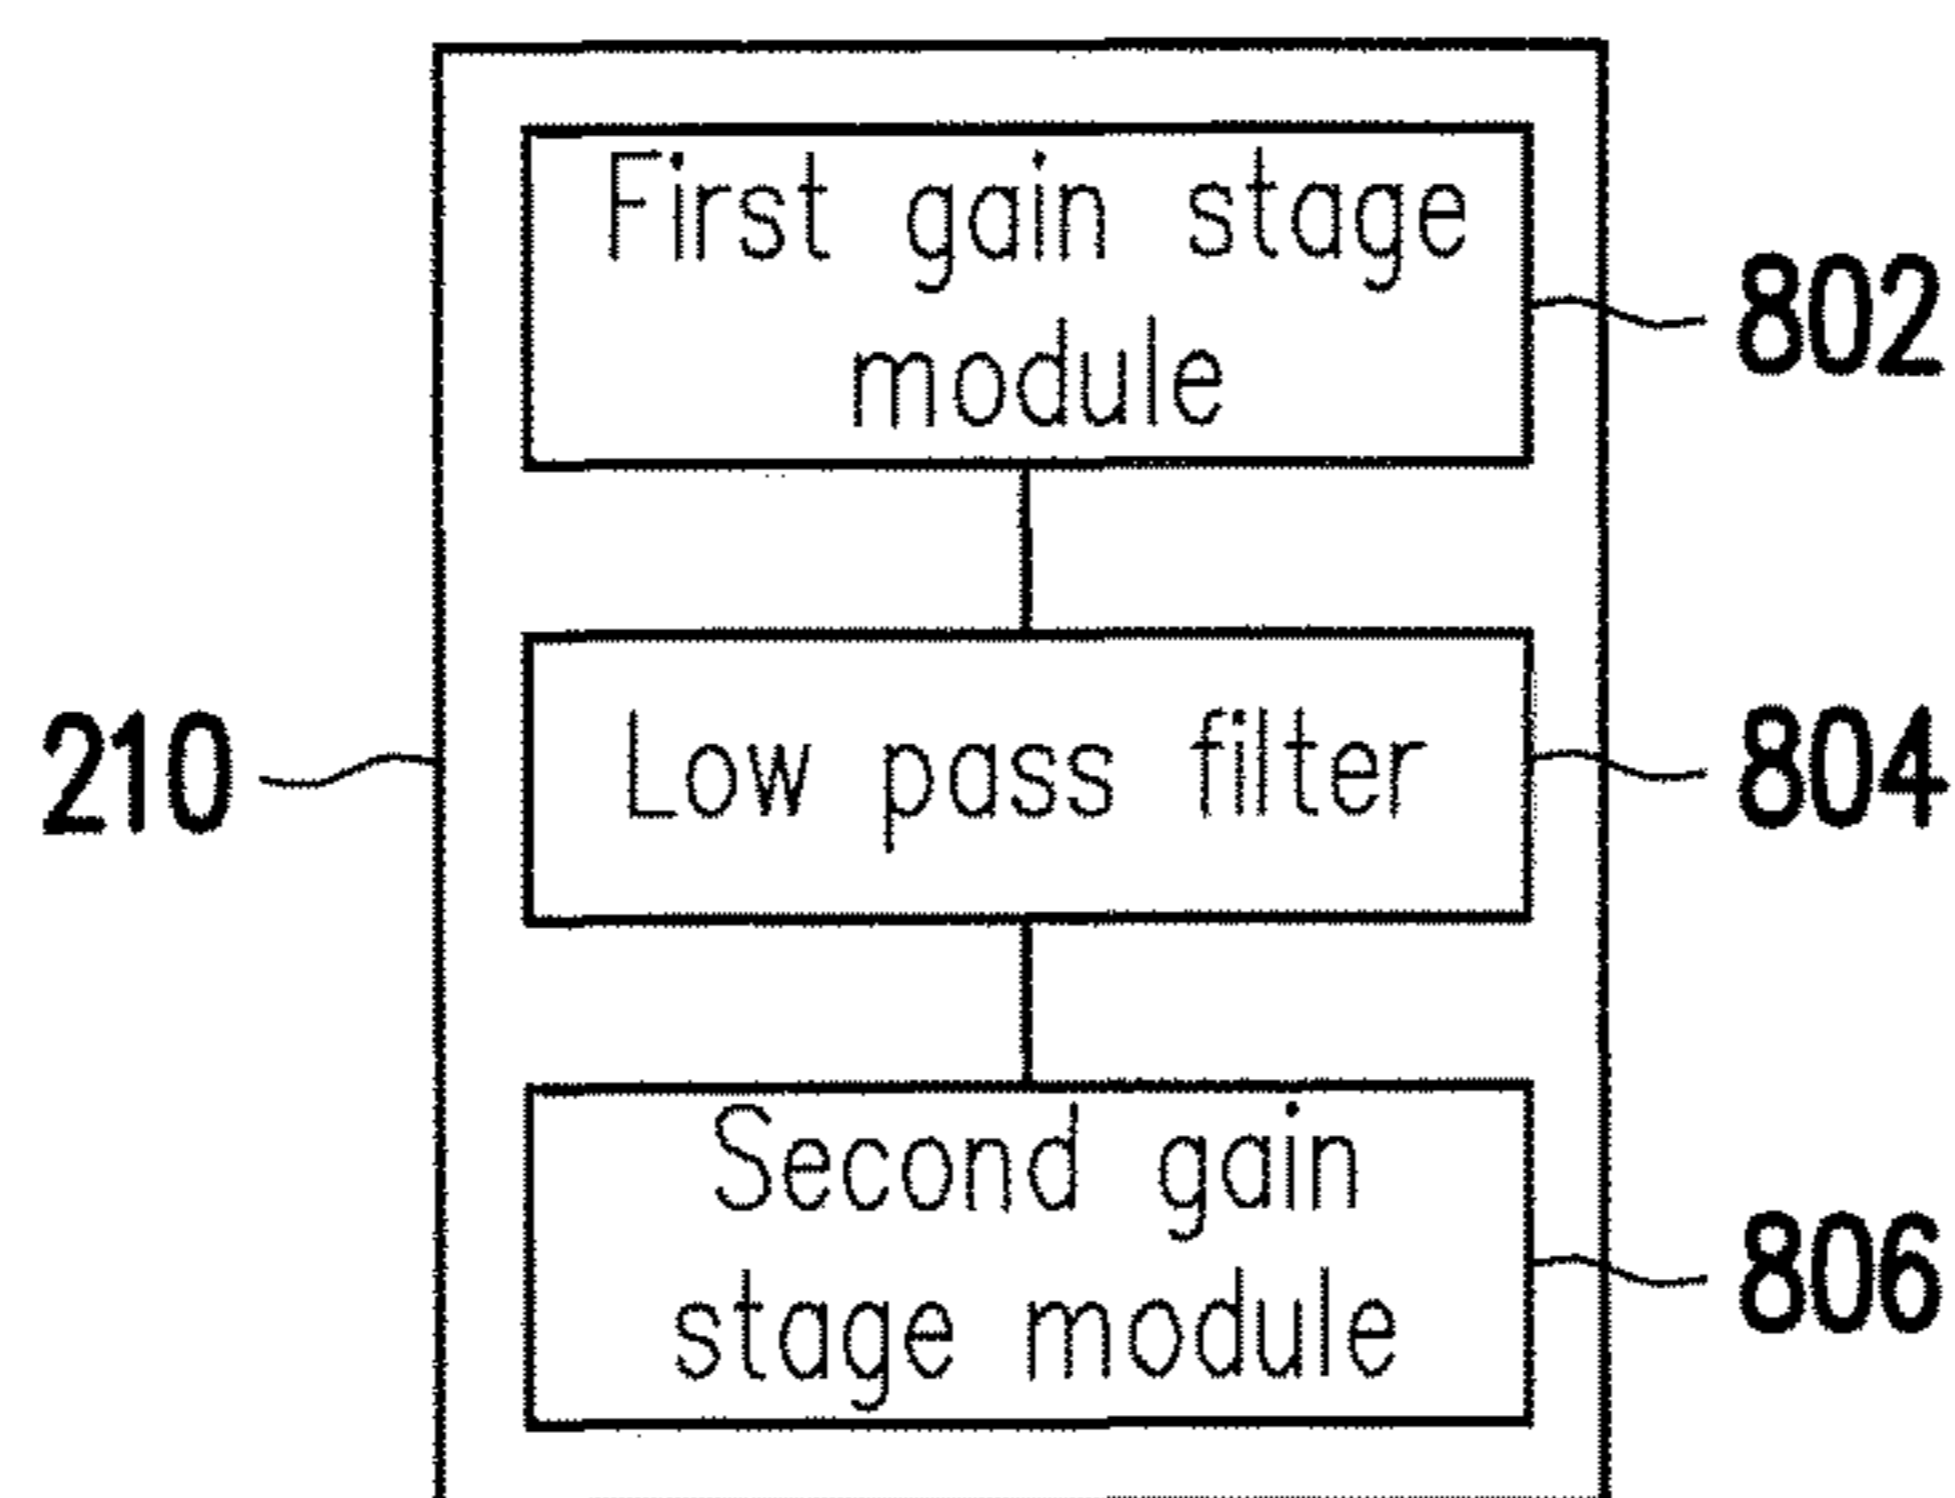 First gain stage
module
802
210
Low pass filter
804
Second gain
stage module
806